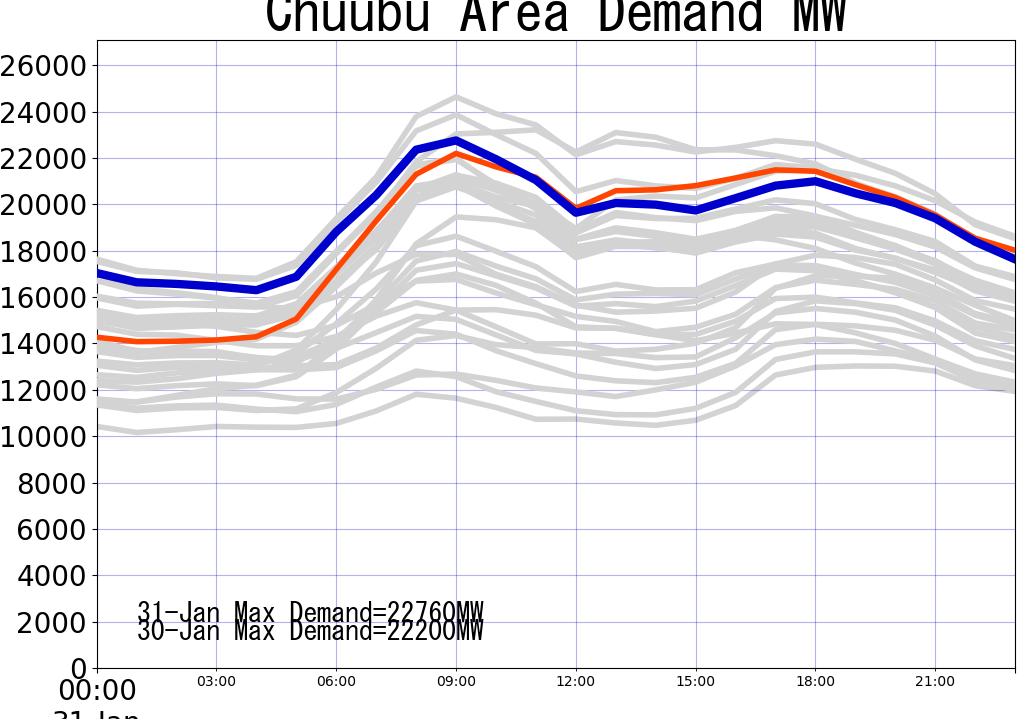 Chuubu Area Demand MW
26000
24000
22000
20000
18000
16000
14000
12000
10000
8000
6000
4000
2000
0
31-Jan Max Demand=22760MW
30-Jan Max Demand=22200MW
00:00 03:00 06:00 09:00 12:00 15:00 18:00 21:00
31-Jan